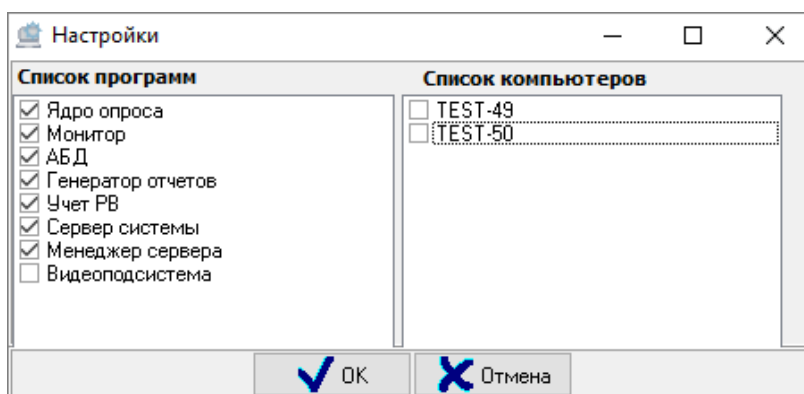 Настройки
Список программ
Ядро опроса
Монитор
АБД
Генератор отчетов
Учет РВ
Сервер системы
Менеджер сервера
Видеоподсистема
Список компьютеров
TEST-49
TEST-50
OK
Отмена